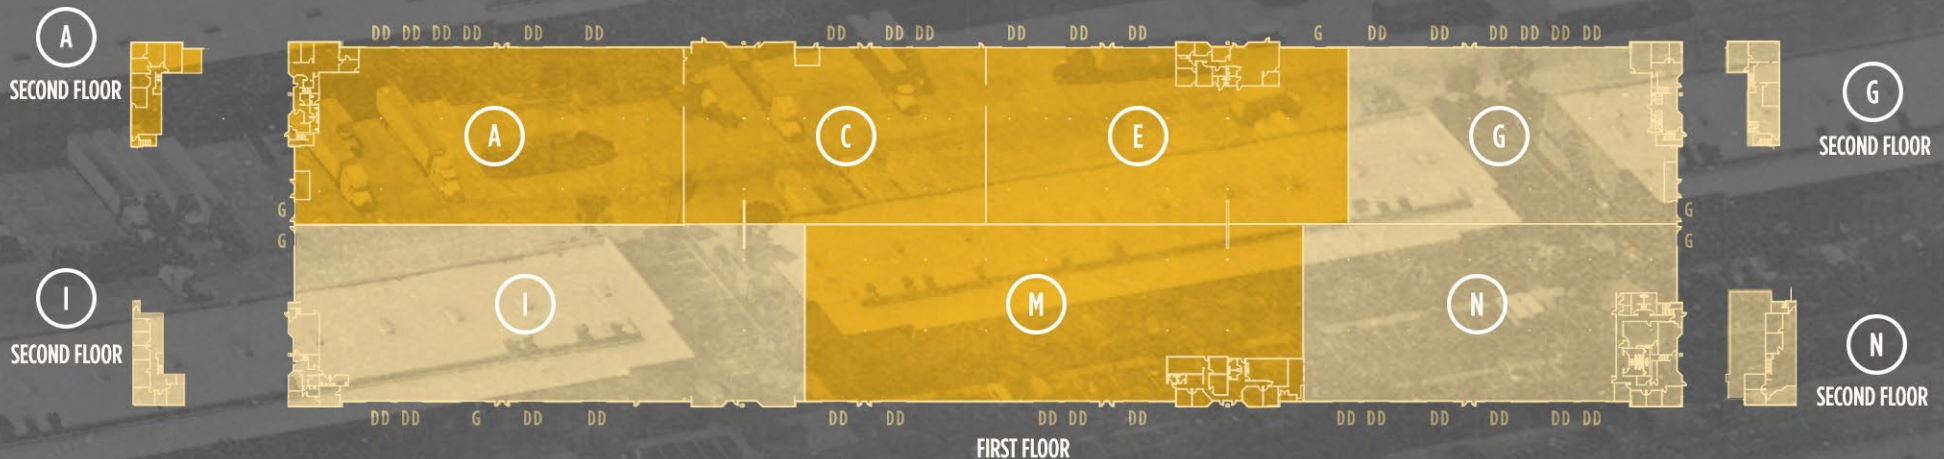 DD DD DD DD DD DD DD DD DD DD DD DD G DD DD DD DD DD DD
A
SECOND FLOOR
G
SECOND FLOOR
A
C
E
G
G
G
G
G
I
SECOND FLOOR
I
M
N
N
SECOND FLOOR
DD DD G DD DD DD DD DD DD DD DD DD DD DD DD DD
FIRST FLOOR